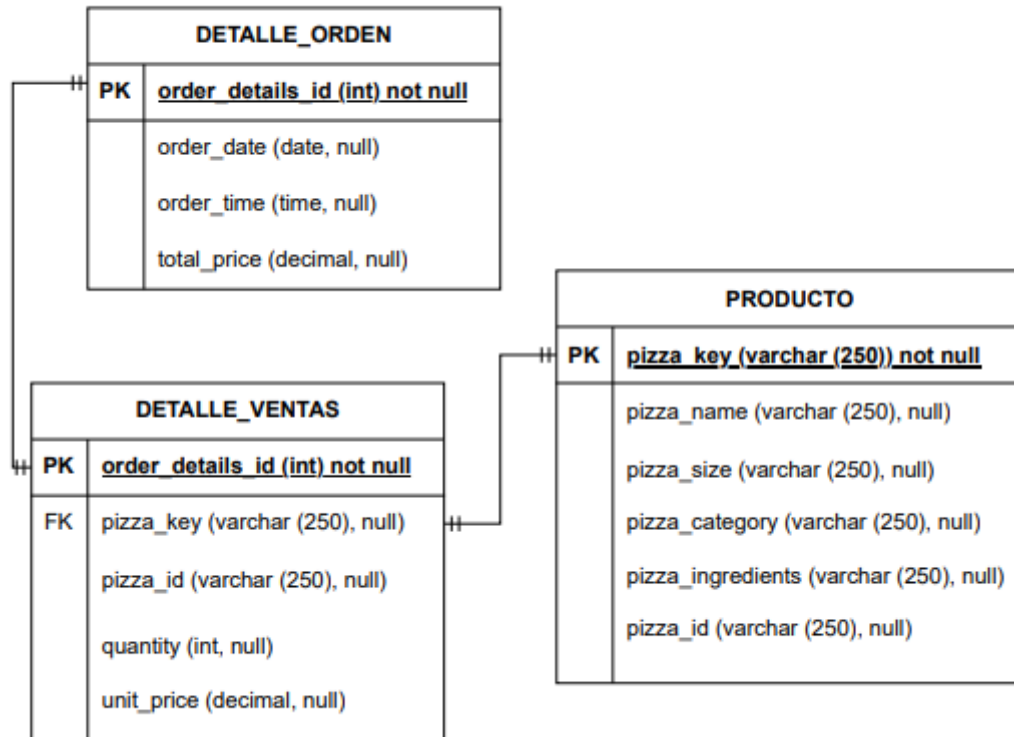 DETALLE_ORDEN
PK order_details_id (int) not null
order_date (date, null)
order_time (time, null)
total_price (decimal, null)
PRODUCTO
PK pizza_key (varchar (250)) not null
pizza_name (varchar (250), null)
pizza_size (varchar (250), null)
pizza_category (varchar (250), null)
pizza_ingredients (varchar (250), null)
pizza_id (varchar (250), null)
DETALLE_VENTAS
PK order_details_id (int) not null
FK pizza_key (varchar (250), null)
pizza_id (varchar (250), null)
quantity (int, null)
unit_price (decimal, null)